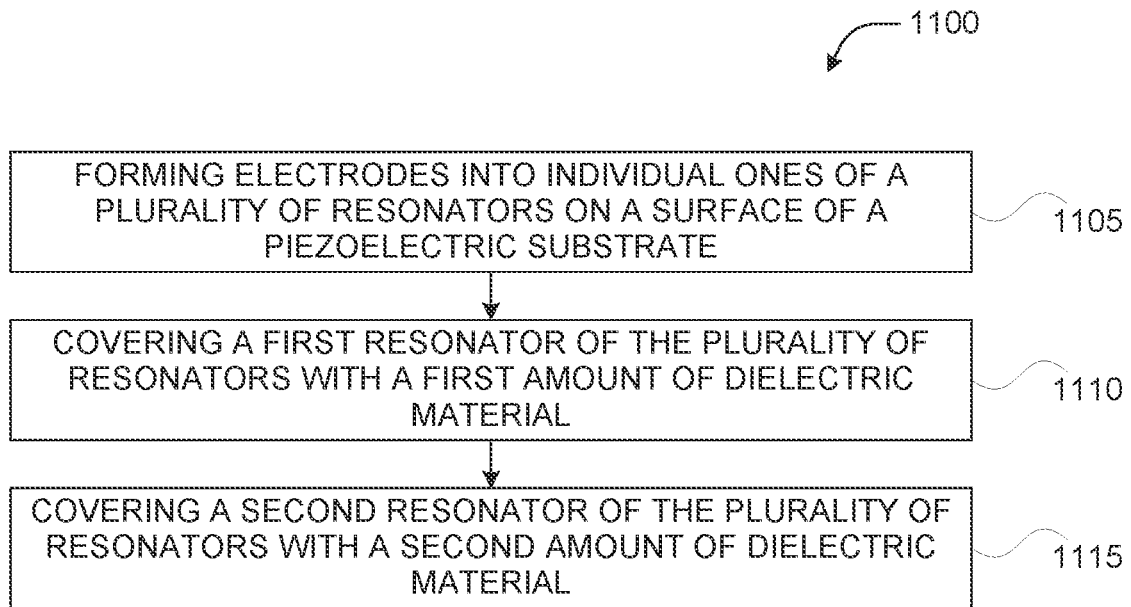 1100
FORMING ELECTRODES INTO INDIVIDUAL ONES OF A
PLURALITY OF RESONATORS ON A SURFACE OF A
PIEZOELECTRIC SUBSTRATE
1105
COVERING A FIRST RESONATOR OF THE PLURALITY OF
RESONATORS WITH A FIRST AMOUNT OF DIELECTRIC
MATERIAL
1110
COVERING A SECOND RESONATOR OF THE PLURALITY OF
RESONATORS WITH A SECOND AMOUNT OF DIELECTRIC
MATERIAL
1115